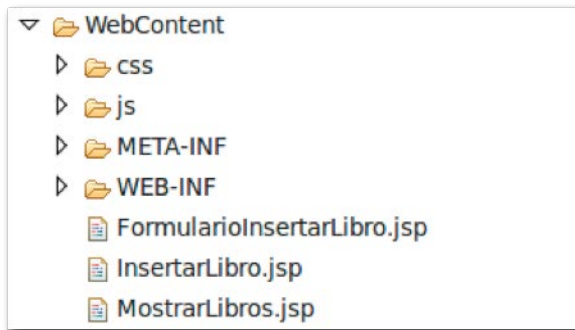 WebContent
css
js
META-INF
WEB-INF
FormularioInsertarLibro.jsp
InsertarLibro.jsp
MostrarLibros.jsp